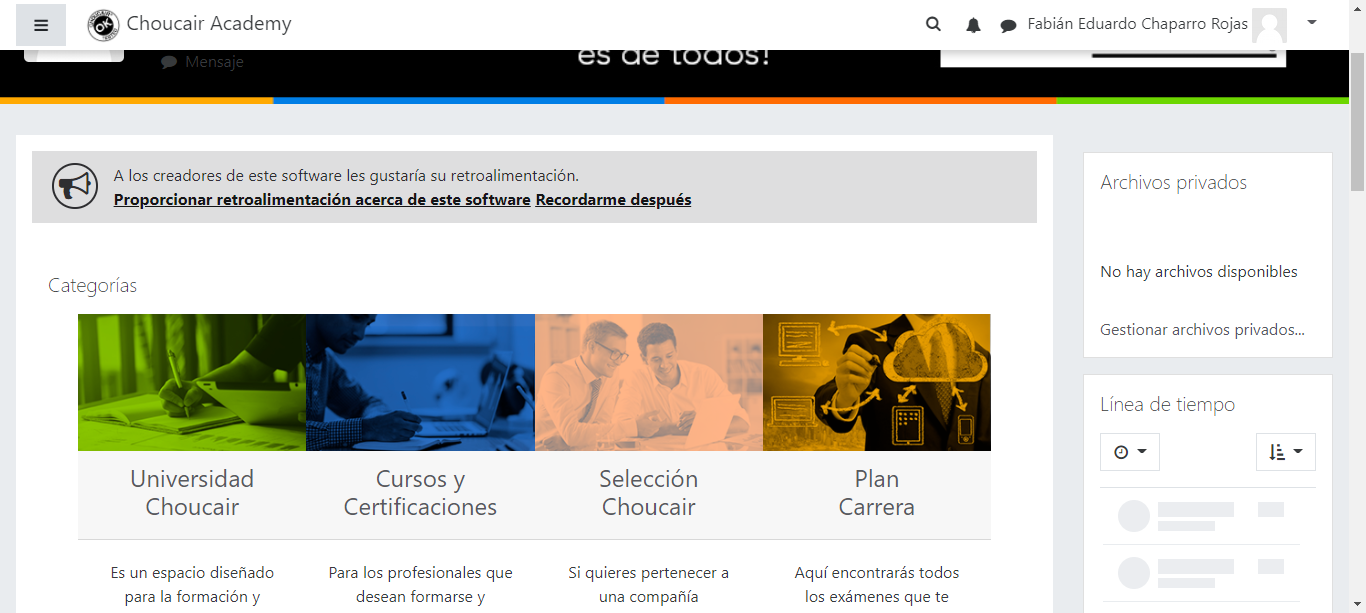 Choucair Academy
Fabián Eduardo Chaparro Rojas
Mensaje
es de todos!
A los creadores de este software les gustaría su retroalimentación.
Proporcionar retroalimentación acerca de este software Recordarme después
Categorías
Universidad
Choucair
Cursos y
Certificaciones
Selección
Choucair
Plan
Carrera
Es un espacio diseñado
para la formación y
Para los profesionales que
desean formarse y
Si quieres pertenecer a
una compañía
Aquí encontrarás todos
los exámenes que te
Archivos privados
No hay archivos disponibles
Gestionar archivos privados...
Línea de tiempo